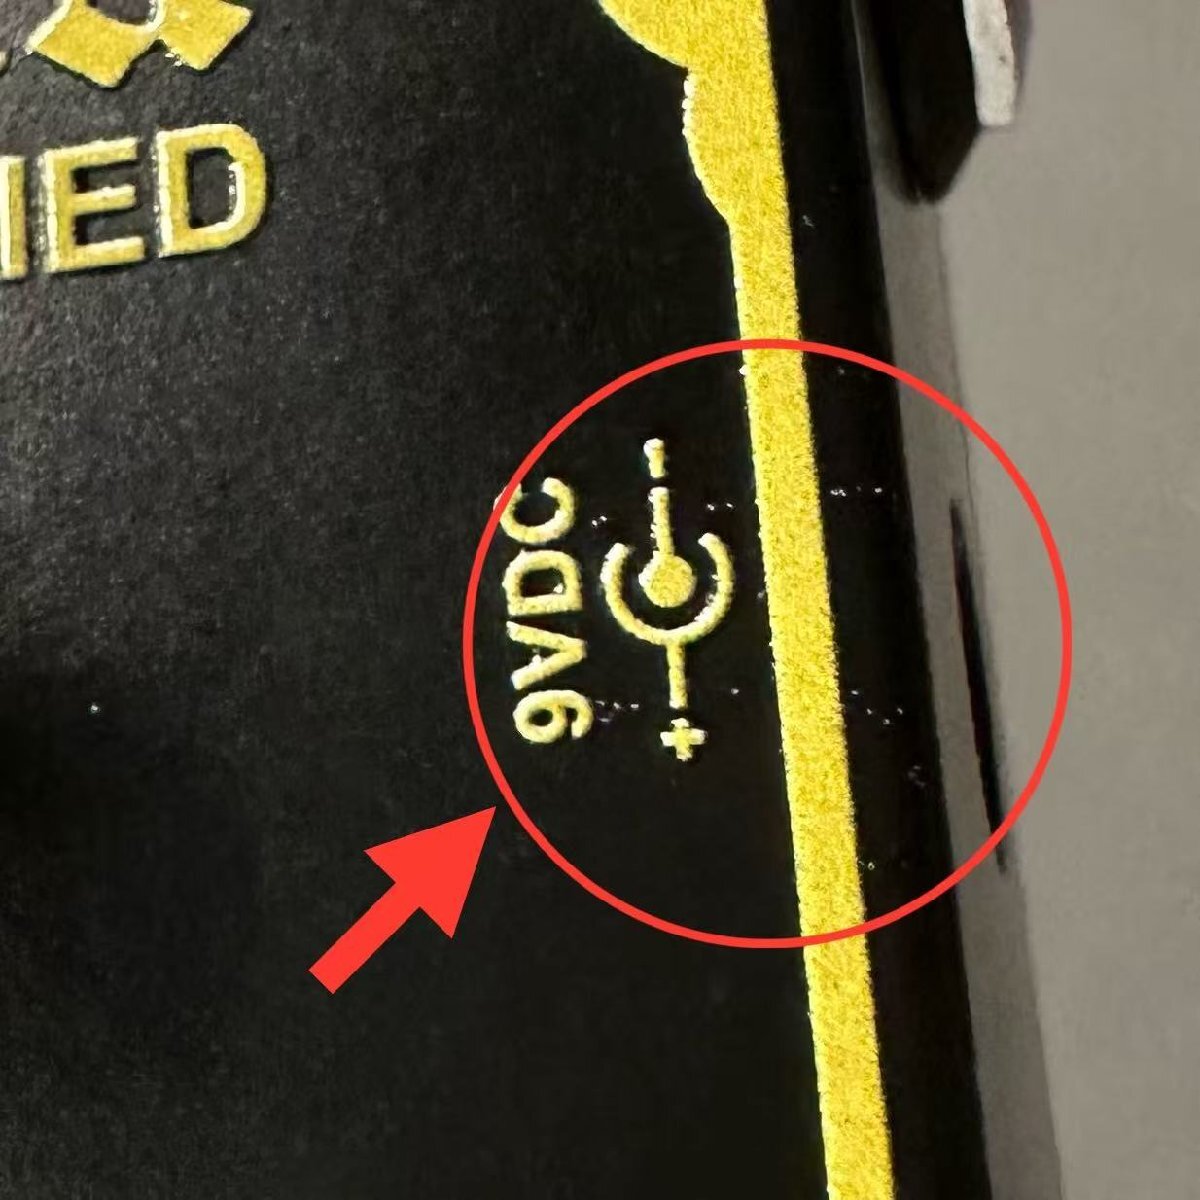 IED
9VDC
- +